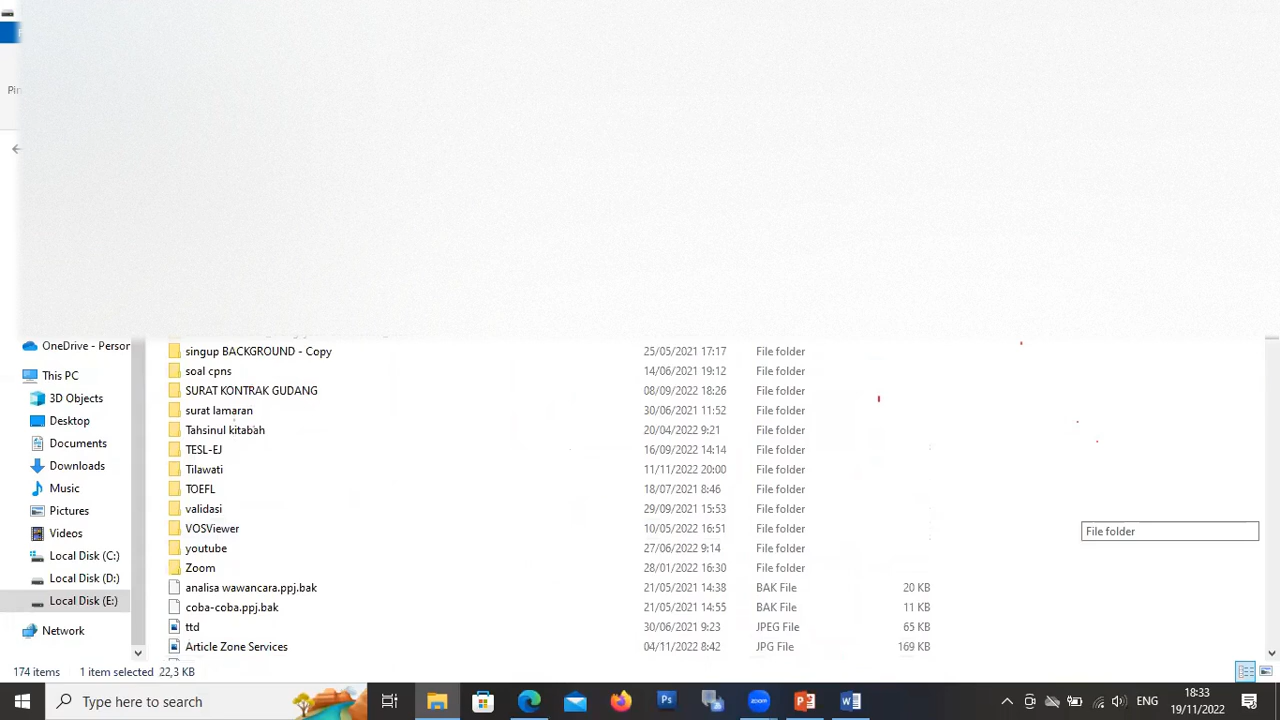 Pin
OneDrive - Person
This PC
3D Objects
Desktop
Documents
Downloads
Music
Pictures
Videos
Local Disk (C:)
Local Disk (D:)
Local Disk (E:)
Network
singup BACKGROUND - Copy 25/05/2021 17:17 File folder
soal cpns 14/06/2021 19:12 File folder
SURAT KONTRAK GUDANG 08/09/2022 18:26 File folder
surat lamaran 30/06/2021 11:52 File folder
Tahsinul kitabah 20/04/2022 9:21 File folder
TESL-EJ 16/09/2022 14:14 File folder
Tilawati 11/11/2022 20:00 File folder
TOEFL 18/07/2021 8:46 File folder
validasi 29/09/2021 15:53 File folder
VOSViewer 10/05/2022 16:51 File folder
youtube 27/06/2022 9:14 File folder
Zoom 28/01/2022 16:30 File folder
analisa wawancara.ppj.bak 21/05/2021 14:38 BAK File 20 KB
coba-coba.ppj.bak 21/05/2021 14:55 BAK File 11 KB
ttd 30/06/2021 9:23 JPEG File 65 KB
Article Zone Services 04/11/2022 8:42 JPG File 169 KB
File folder
174 items 1 item selected 22,3 KB
Type here to search
Ps
zoom
ENG
18:33
19/11/2022